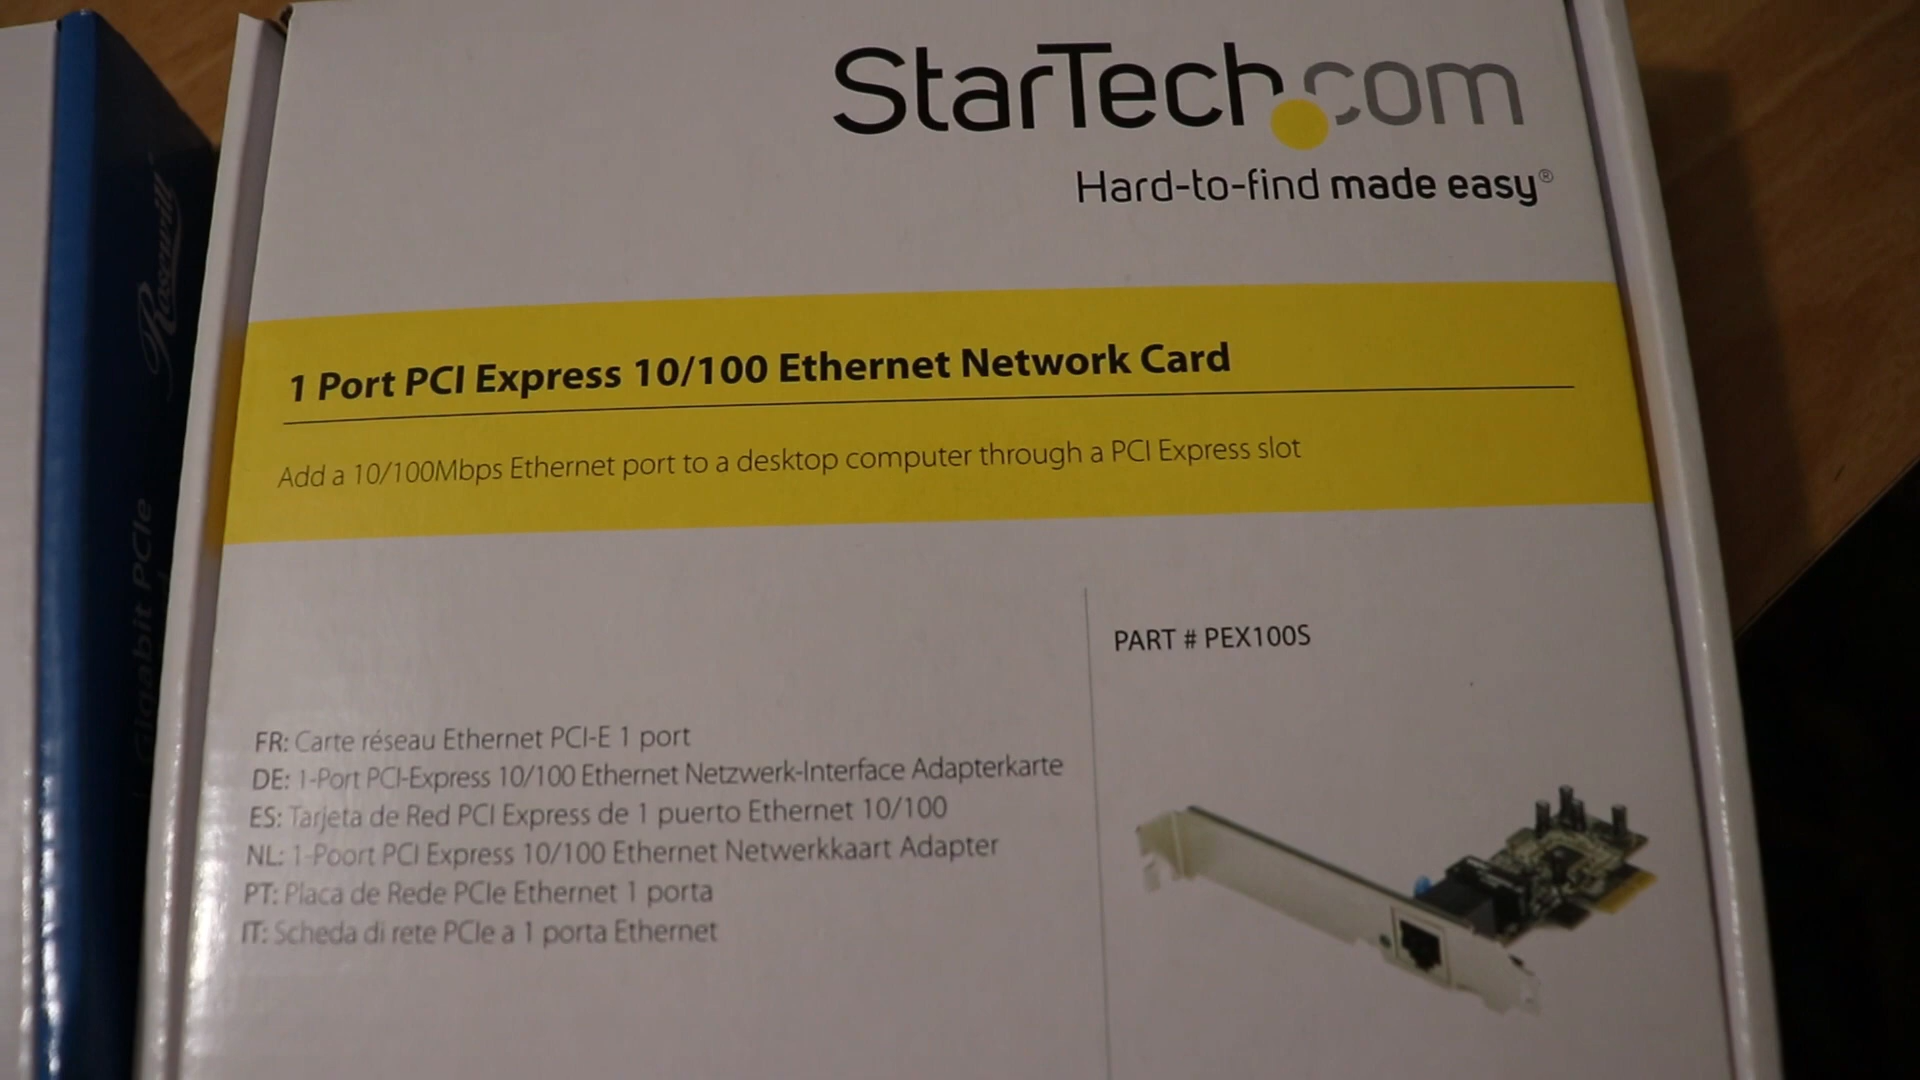 StarTech.com
Hard-to-find made easy®
1 Port PCI Express 10/100 Ethernet Network Card
Add a 10/100Mbps Ethernet port to a desktop computer through a PCI Express slot
PART # PEX100S
FR: Carte réseau Ethernet PCI-E 1 port
DE: 1-Port PCI-Express 10/100 Ethernet Netzwerk-Interface Adapterkarte
ES: Tarjeta de Red PCI Express de 1 puerto Ethernet 10/100
NL: 1-Poort PCI Express 10/100 Ethernet Netwerkkaart Adapter
PT: Placa de Rede PCIe Ethernet 1 porta
IT: Scheda di rete PCIe a 1 porta Ethernet
Rosewill
Gigabit PCIe